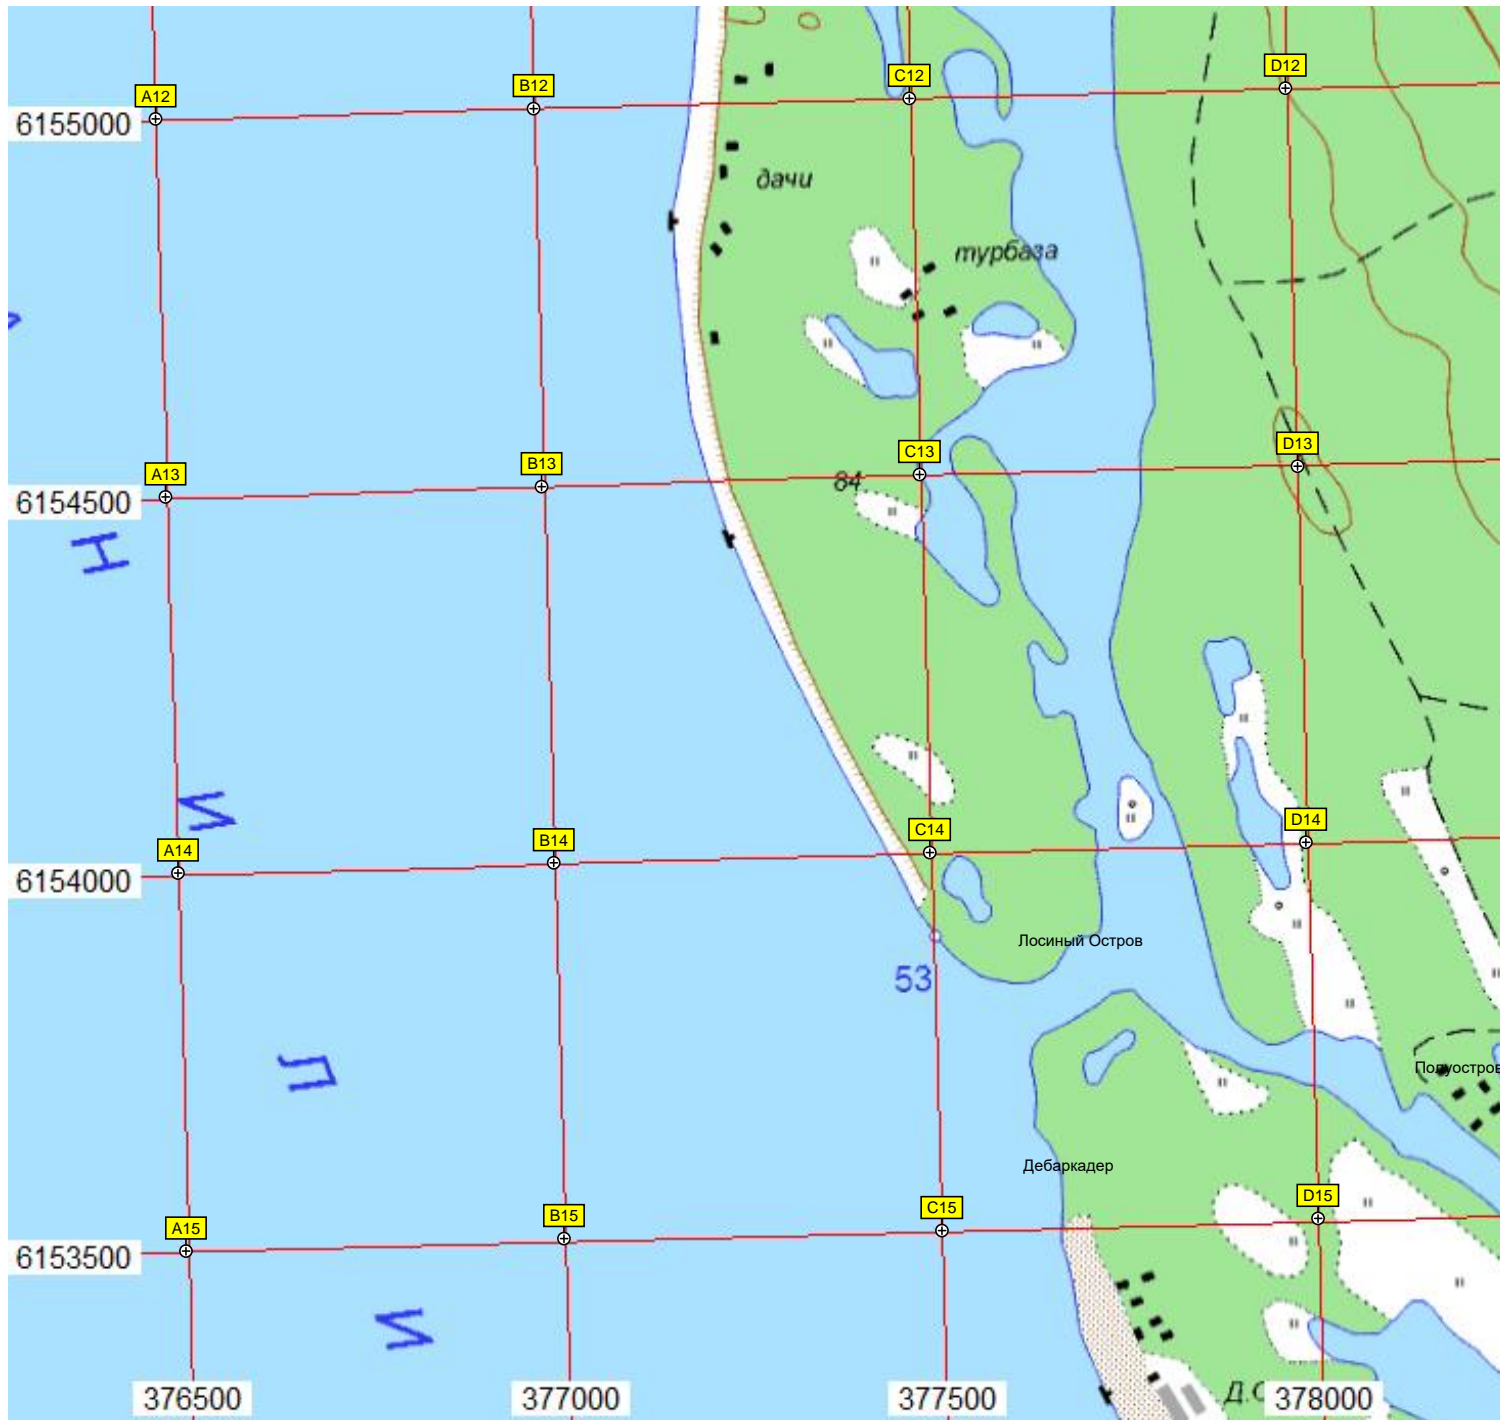 A12
B12
C12
D12
6155000
дачи
турбаза
A13
B13
C13
D13
84
6154500
Н
И
A14
B14
C14
D14
6154000
Лосиный Остров
53
Л
Полуостров
Дебаркадер
A15
B15
C15
D15
6153500
И
Д.О
376500
377000
377500
378000